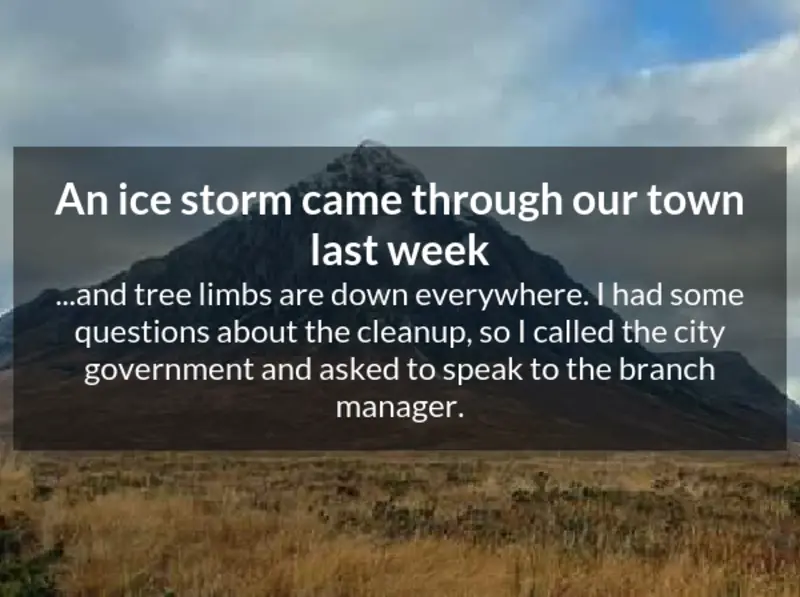 An ice storm came through our town
last week
...and tree limbs are down everywhere. I had some
questions about the cleanup, so I called the city
government and asked to speak to the branch
manager.